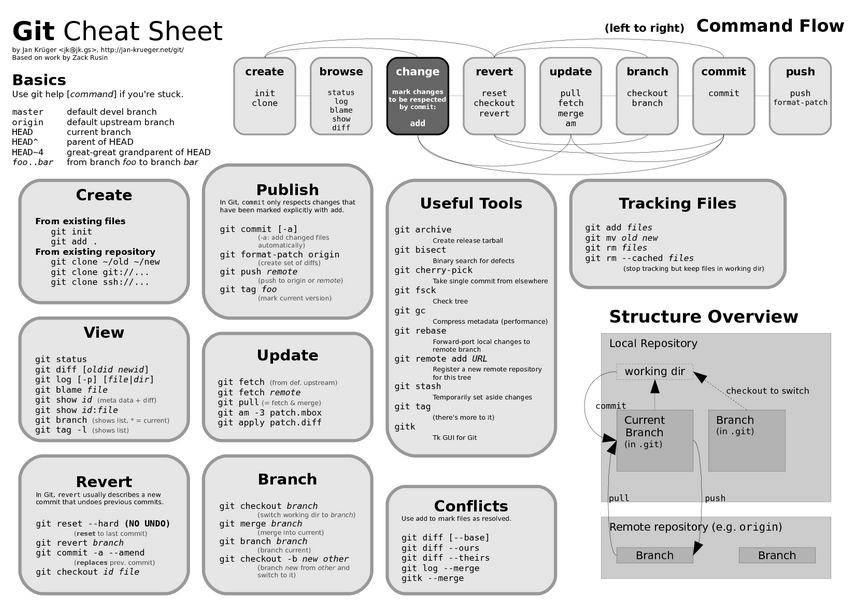 Git Cheat Sheet
by Jan Krüger <jk@jk.gs>, http://jan-krueger.net/git/
Based on work by Zack Rusin
Basics
Use git help [command] if you're stuck.
master default devel branch
origin default upstream branch
HEAD current branch
HEAD^ parent of HEAD
HEAD~4 great-great grandparent of HEAD
foo..bar from branch foo to branch bar
(left to right) Command Flow
create
init
clone
browse
status
log
blame
show
diff
change
mark changes
to be respected
by commit:
add
revert
reset
checkout
revert
update
pull
fetch
merge
am
branch
checkout
branch
commit
commit
push
push
format-patch
Create
From existing files
git init
git add .
From existing repository
git clone ~/old ~/new
git clone git://...
git clone ssh://...
View
git status
git diff [oldid newid]
git log [-p] [file|dir]
git blame file
git show id (meta data + diff)
git show id:file
git branch (shows list, * = current)
git tag -l (shows list)
Revert
In Git, revert usually describes a new
commit that undoes previous commits.
git reset --hard (NO UNDO)
(reset to last commit)
git revert branch
git commit -a --amend
(replaces prev. commit)
git checkout id file
Publish
In Git, commit only respects changes that
have been marked explicitly with add.
git commit [-a]
(-a: add changed files
automatically)
git format-patch origin
(create set of diffs)
git push remote
(push to origin or remote)
git tag foo
(mark current version)
Update
git fetch (from def. upstream)
git fetch remote
git pull (= fetch & merge)
git am -3 patch.mbox
git apply patch.diff
Branch
git checkout branch
(switch working dir to branch)
git merge branch
(merge into current)
git branch branch
(branch current)
git checkout -b new other
(branch new from other and
switch to it)
Useful Tools
git archive
Create release tarball
git bisect
Binary search for defects
git cherry-pick
Take single commit from elsewhere
git fsck
Check tree
git gc
Compress metadata (performance)
git rebase
Forward-port local changes to
remote branch
git remote add URL
Register a new remote repository
for this tree
git stash
Temporarily set aside changes
git tag
(there's more to it)
gitk
Tk GUI for Git
Conflicts
Use add to mark files as resolved.
git diff [--base]
git diff --ours
git diff --theirs
git log --merge
gitk --merge
Tracking Files
git add files
git mv old new
git rm files
git rm --cached files
(stop tracking but keep files in working dir)
Structure Overview
Local Repository
working dir
checkout to switch
commit
Current
Branch
(in .git)
Branch
(in .git)
pull
push
Remote repository (e.g. origin)
Branch
Branch